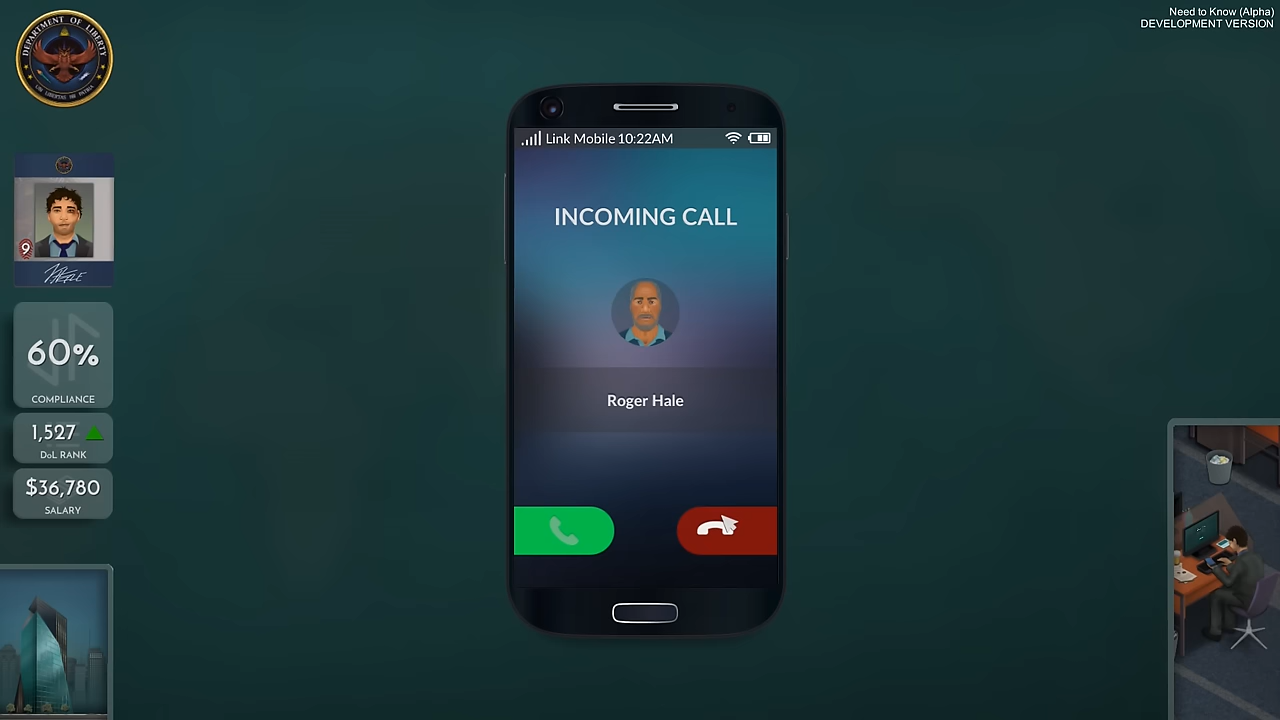 Need to Know (Alpha)
DEVELOPMENT VERSION
DEPARTMENT OF LIBERTY
Link Mobile 10:22AM
INCOMING CALL
Roger Hale
9
60%
COMPLIANCE
1,527
DoL RANK
$36,780
SALARY